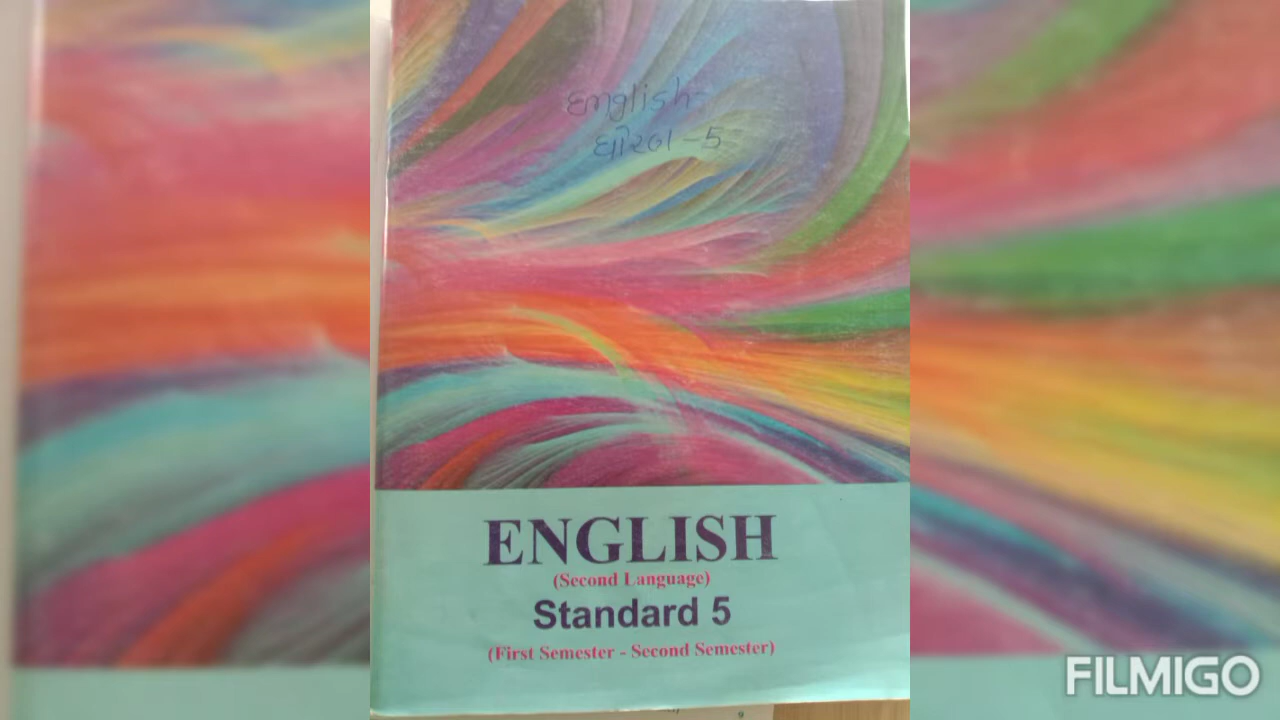 English-
ધોરણ -5
ENGLISH
(Second Language)
Standard 5
(First Semester - Second Semester)
FILMIGO